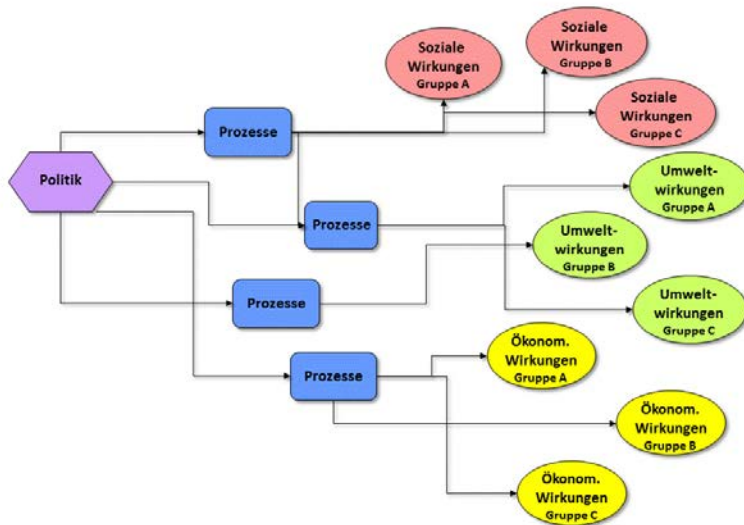 Soziale
Wirkungen
Gruppe A
Soziale
Wirkungen
Gruppe B
Soziale
Wirkungen
Gruppe C
Prozesse
Politik
Umwelt-
wirkungen
Gruppe A
Prozesse
Umwelt-
wirkungen
Gruppe B
Prozesse
Umwelt-
wirkungen
Gruppe C
Ökonom.
Wirkungen
Gruppe A
Prozesse
Ökonom.
Wirkungen
Gruppe B
Ökonom.
Wirkungen
Gruppe C